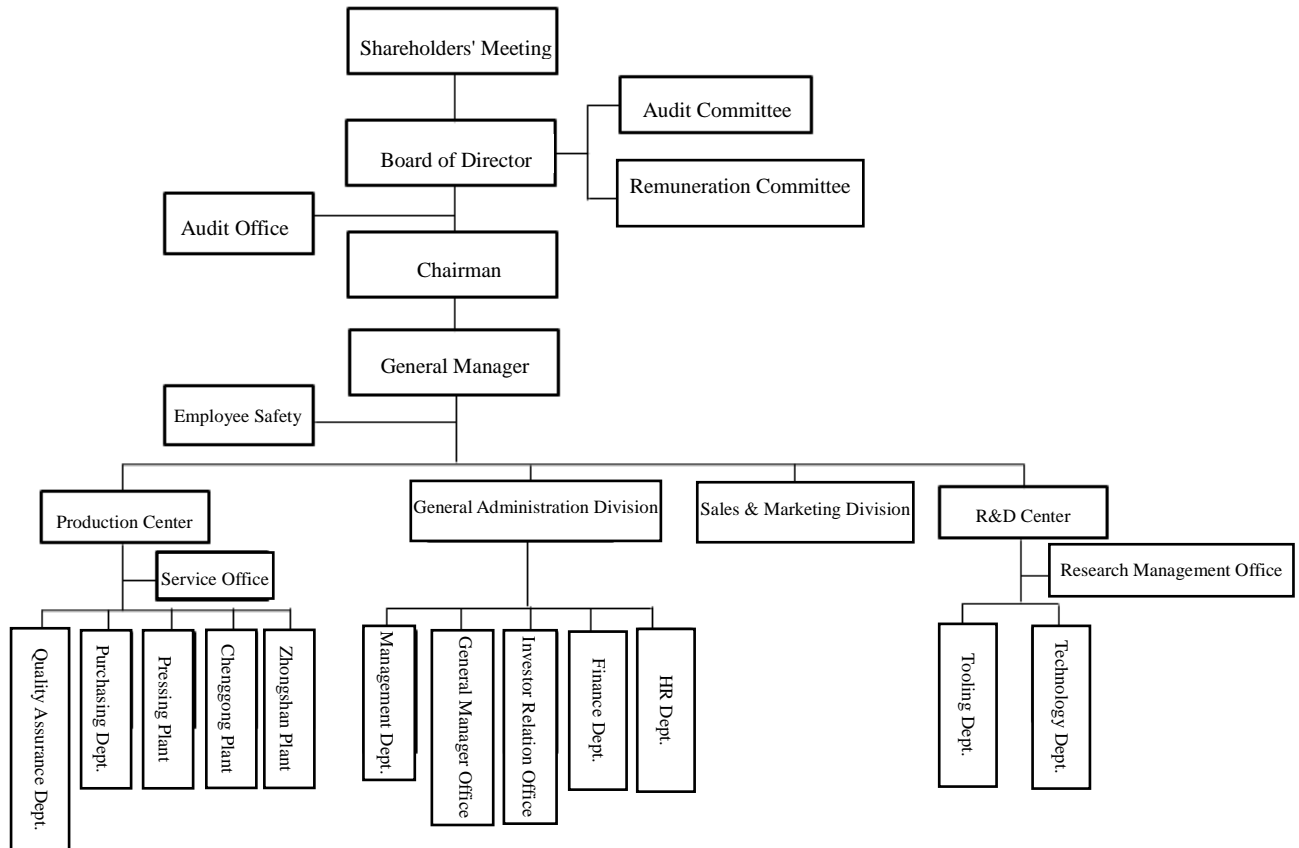 Shareholders' Meeting
Audit Committee
Board of Director
Remuneration Committee
Audit Office
Chairman
General Manager
Employee Safety
Production Center
General Administration Division
Sales & Marketing Division
R&D Center
Service Office
Research Management Office
Quality Assurance Dept.
Purchasing Dept.
Pressing Plant
Chenggong Plant
Zhongshan Plant
Management Dept.
General Manager Office
Investor Relation Office
Finance Dept.
HR Dept.
Tooling Dept.
Technology Dept.